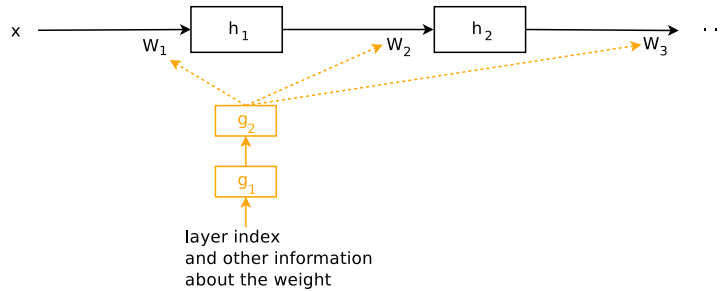 x
h1
h2
W1
W2
W3
. .
g2
g1
layer index
and other information
about the weight